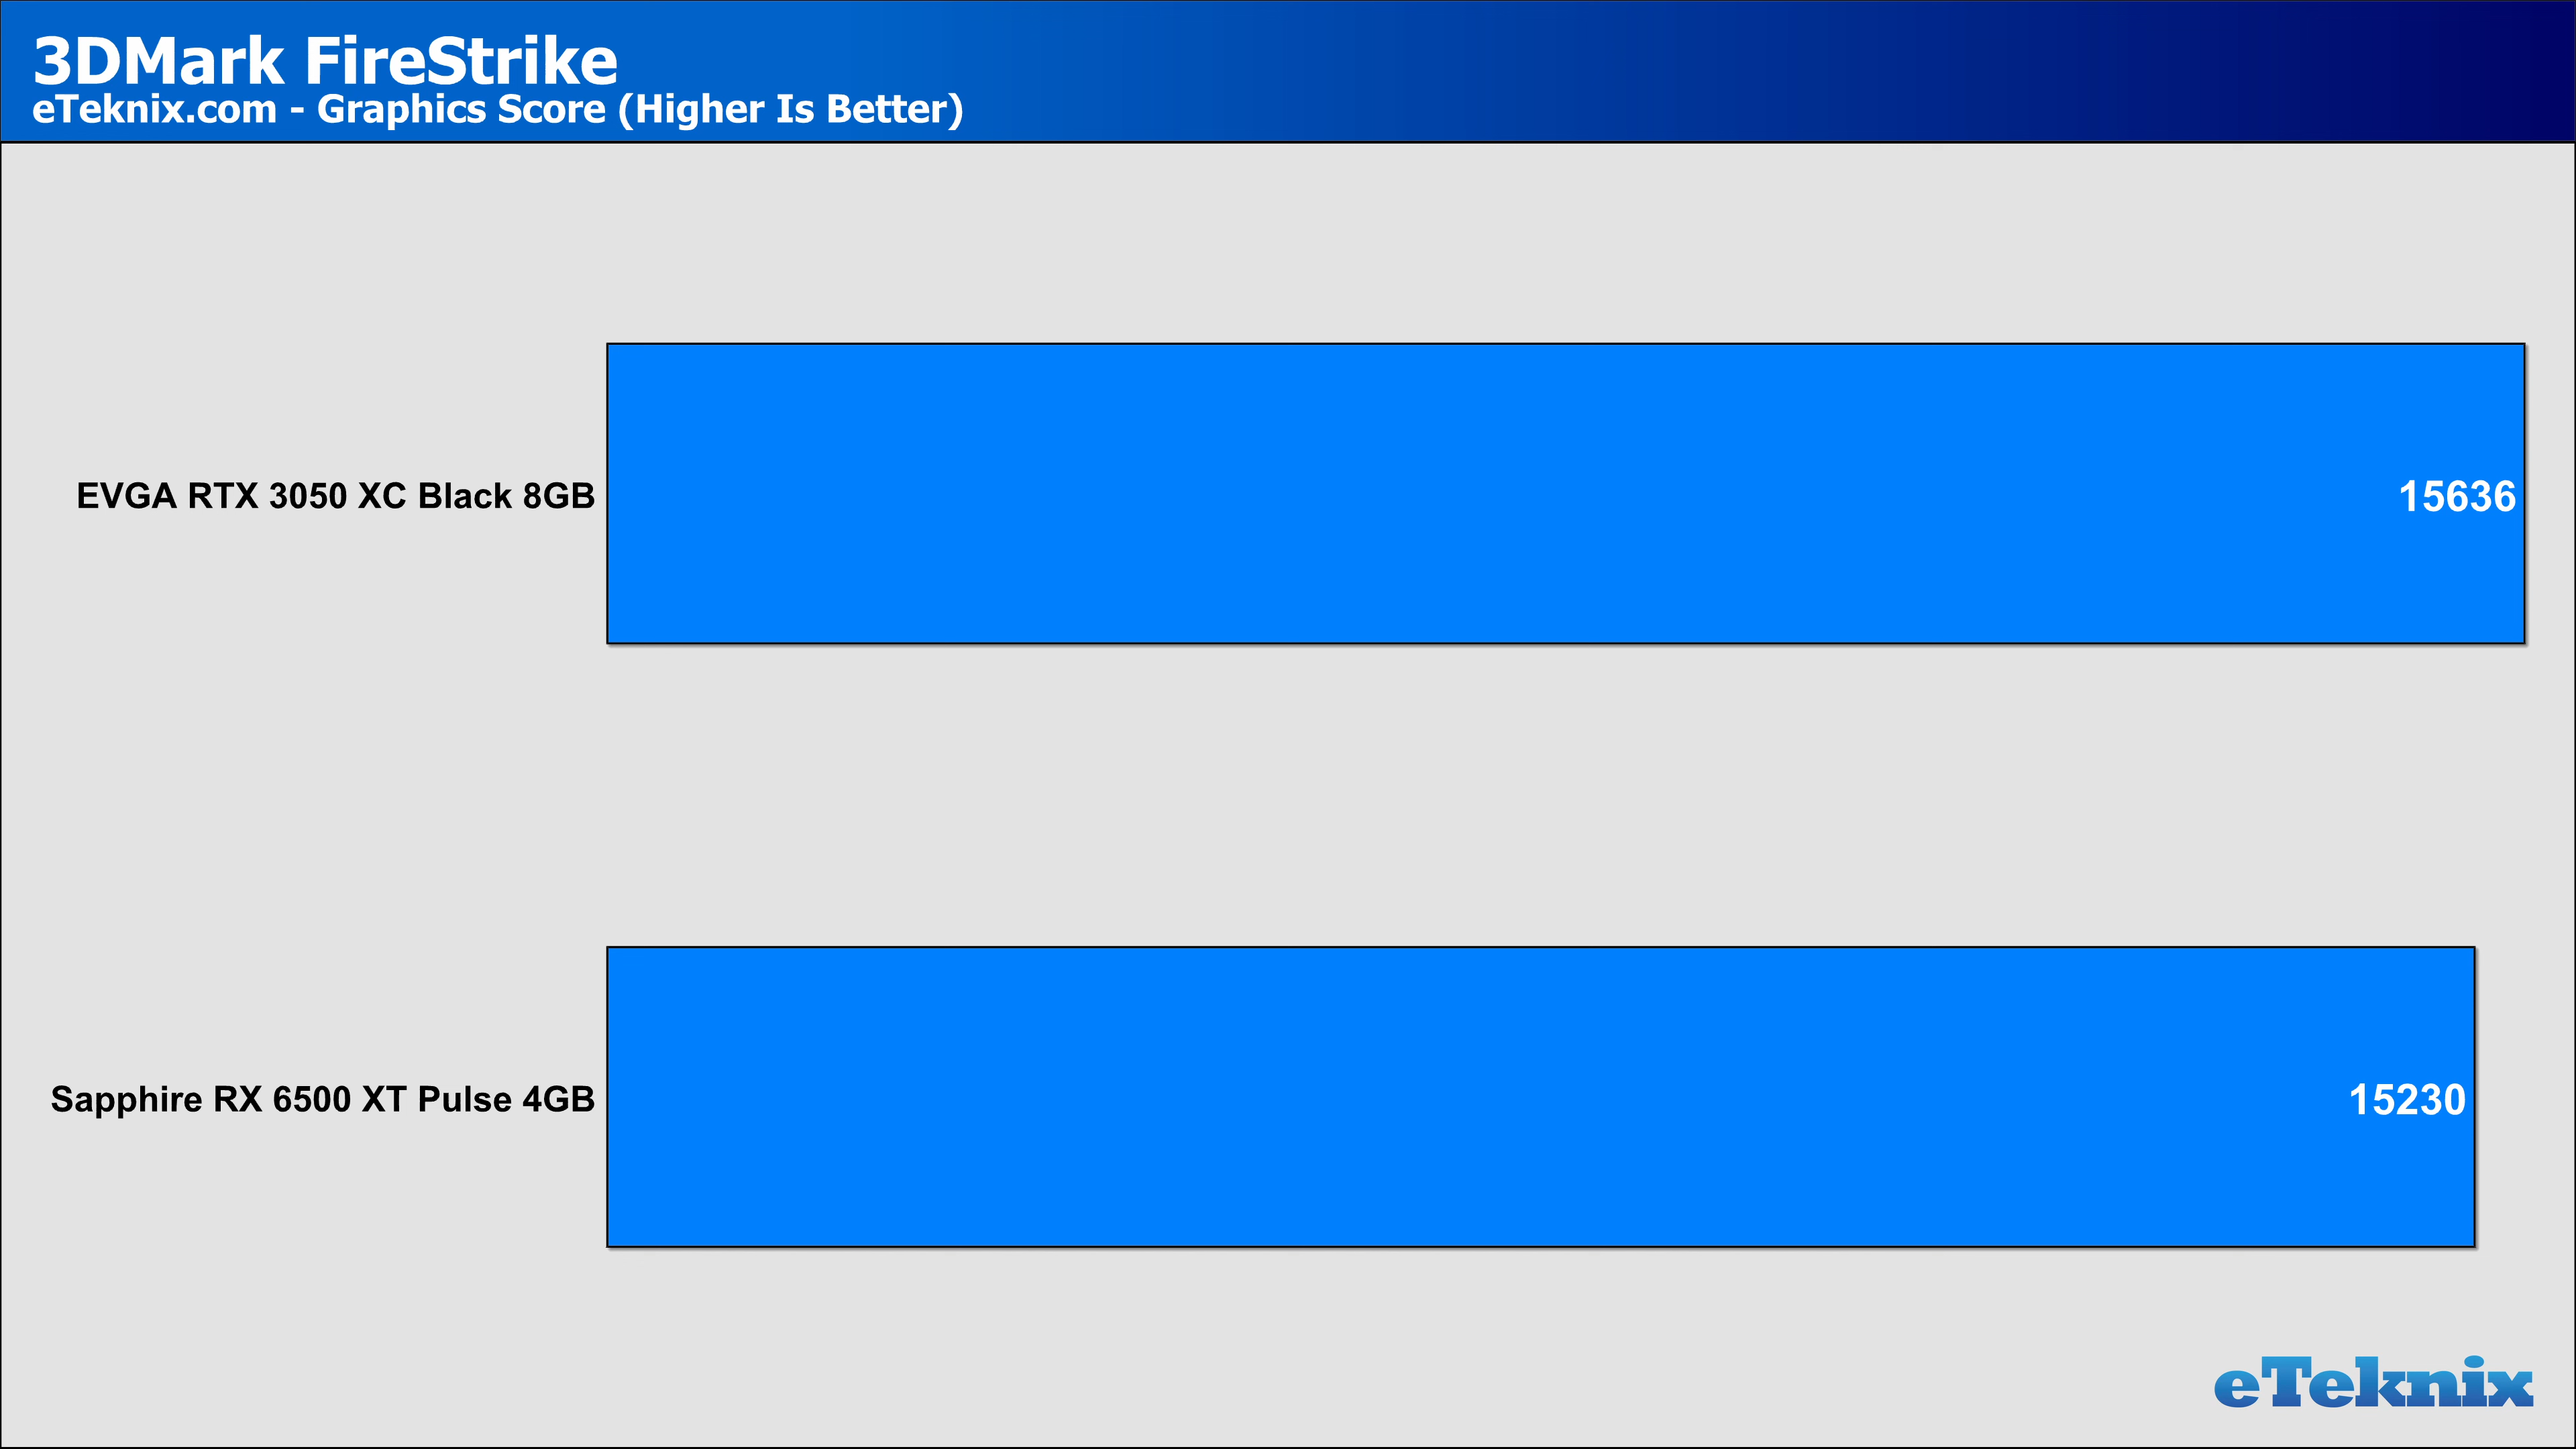 3DMark FireStrike
eTeknix.com - Graphics Score (Higher Is Better)
EVGA RTX 3050 XC Black 8GB
15636
Sapphire RX 6500 XT Pulse 4GB
15230
eTeknix